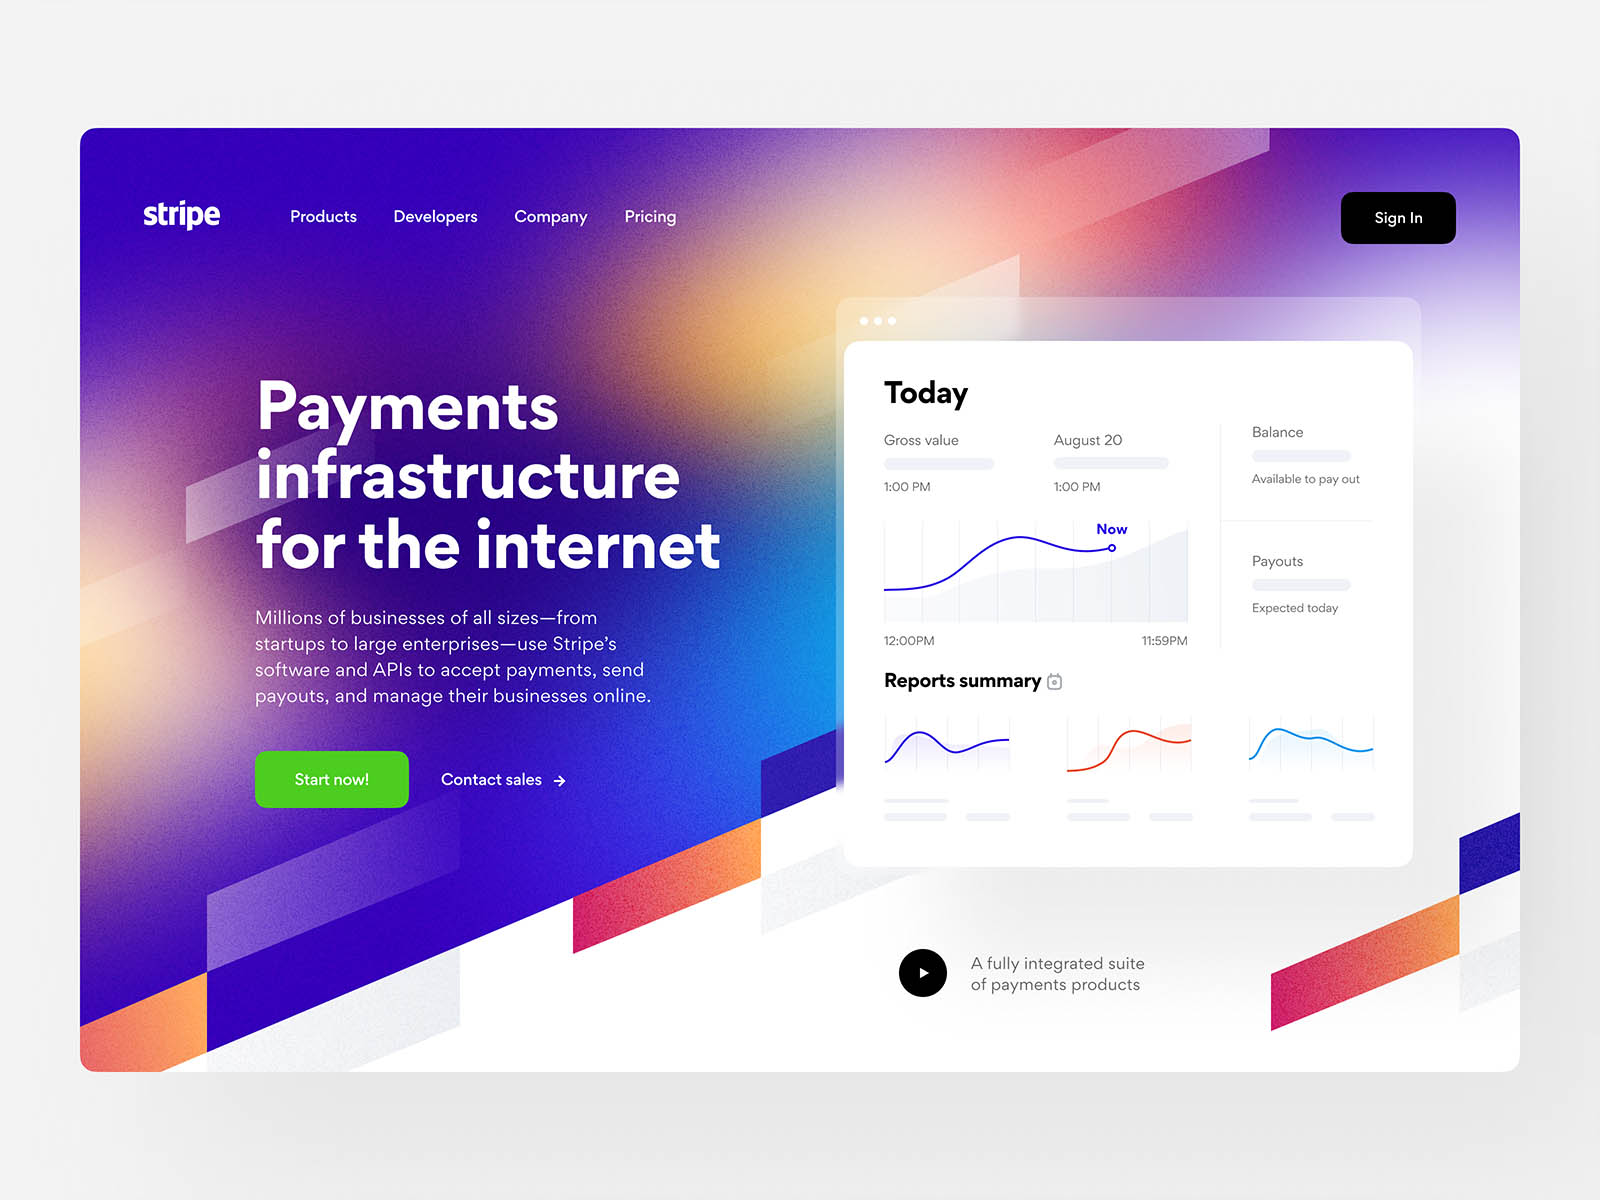 stripe
Products
Developers
Company
Pricing
Sign In
Payments
infrastructure
for the internet
Millions of businesses of all sizes—from
startups to large enterprises—use Stripe’s
software and APIs to accept payments, send
payouts, and manage their businesses online.
Start now!
Contact sales →
Today
Gross value
1:00 PM
August 20
1:00 PM
Balance
Available to pay out
Now
12:00PM
11:59PM
Payouts
Expected today
Reports summary
A fully integrated suite
of payments products